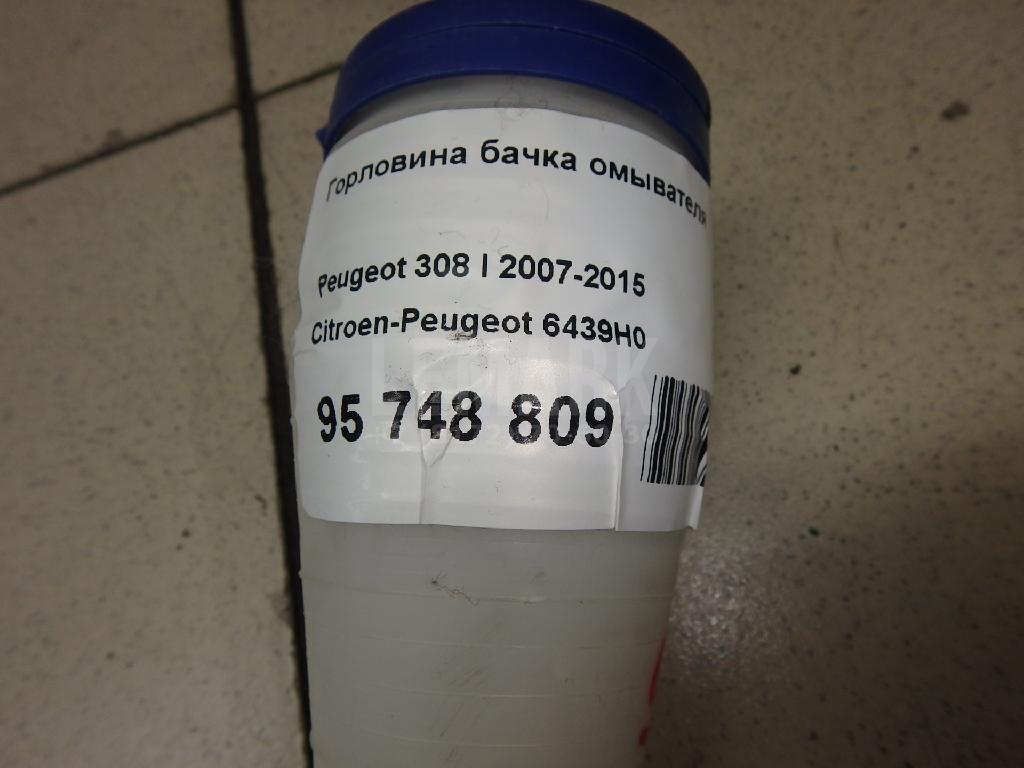 Горловина бачка омывателя
Peugeot 308 I 2007-2015
Citroen-Peugeot 6439H0
95 748 809